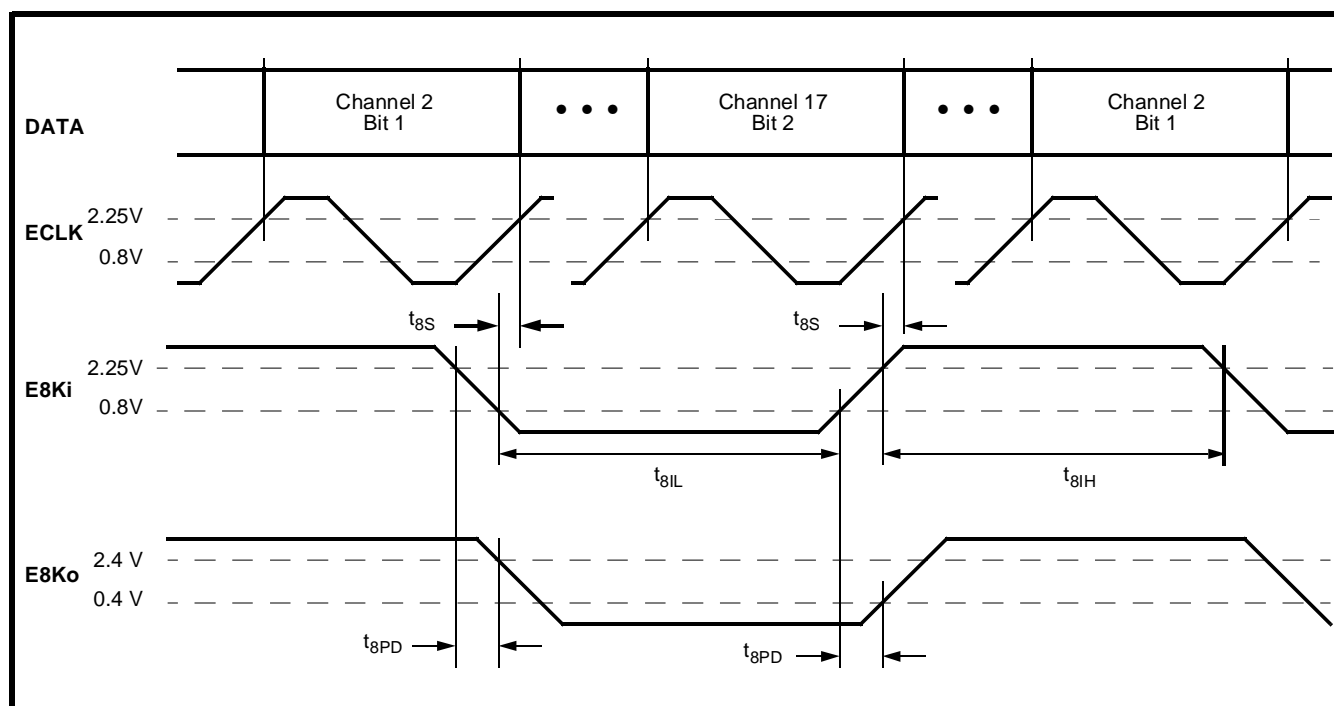 Channel 2
Bit 1
• • •
Channel 17
Bit 2
• • •
Channel 2
Bit 1
DATA
2.25V
ECLK
0.8V
t8S
t8S
2.25V
E8Ki
0.8V
t8IL
t8IH
2.4 V
E8Ko
0.4 V
t8PD
t8PD